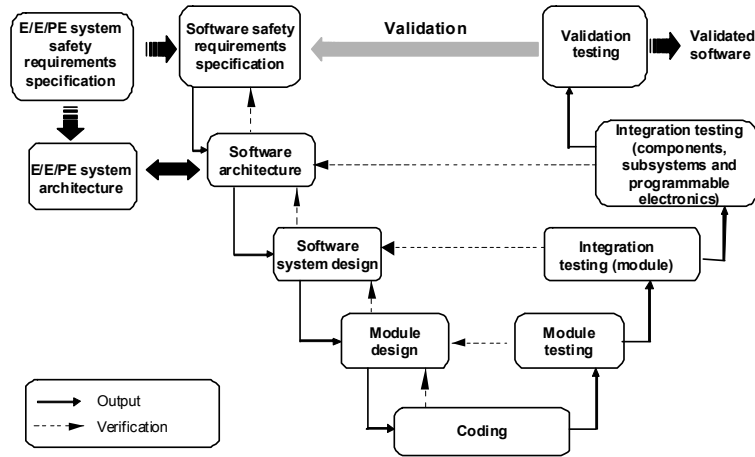 E/E/PE system
safety
requirements
specification
Software safety
requirements
specification
Validation
Validation
testing
Validated
software
E/E/PE system
architecture
Software
architecture
Integration testing
(components,
subsystems and
programmable
electronics)
Software
system design
Integration
testing (module)
Module
design
Module
testing
Coding
Output
Verification